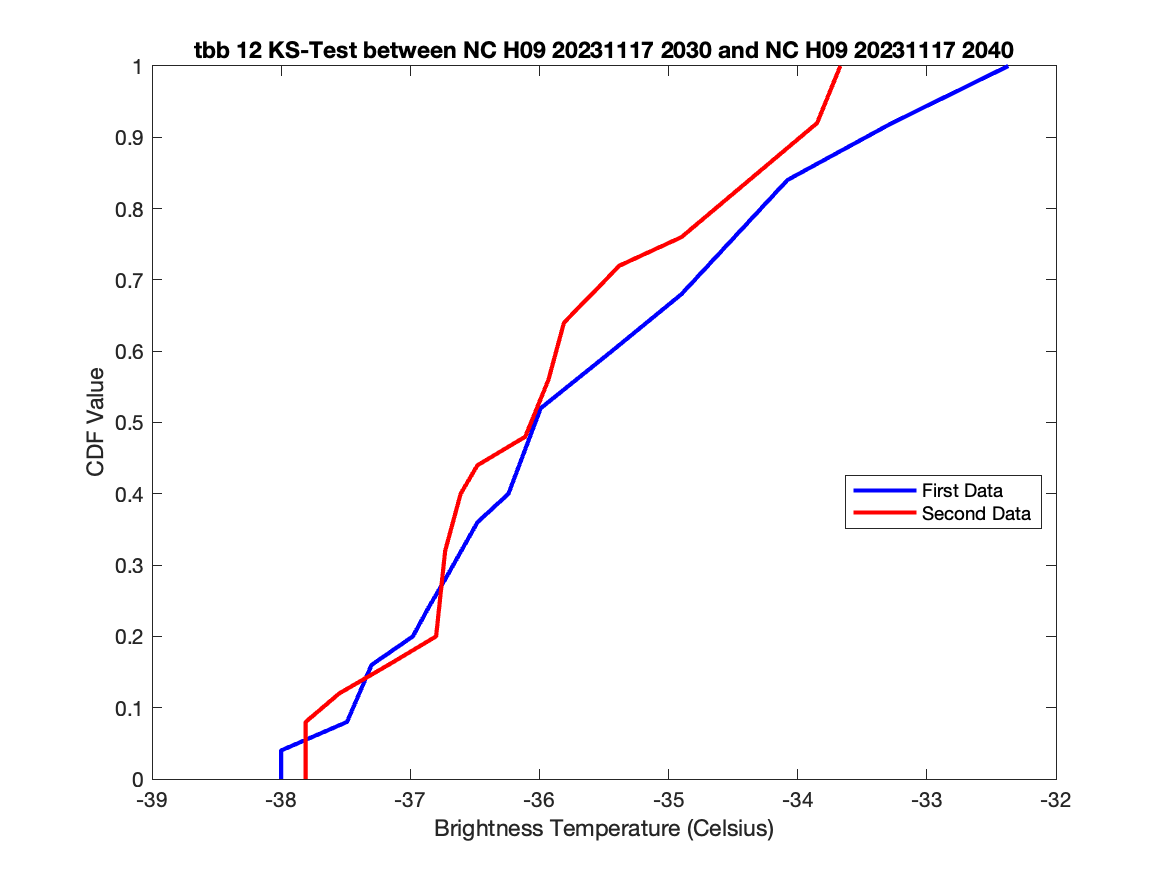 tbb 12 KS-Test between NC H09 20231117 2030 and NC H09 20231117 2040
1
0.9
0.8
0.7
0.6
0.5
0.4
0.3
0.2
0.1
0
CDF Value
First Data
Second Data
-39 -38 -37 -36 -35 -34 -33 -32
Brightness Temperature (Celsius)